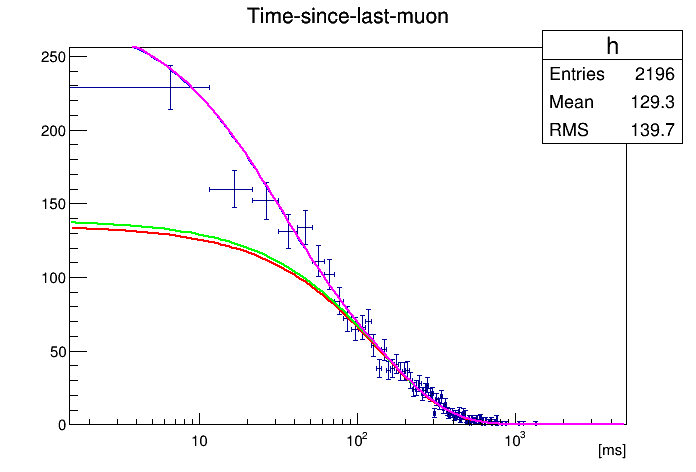 Time-since-last-muon
h
Entries 2196
Mean 129.3
RMS 139.7
250
200
150
100
50
0
10 10² 10³
[ms]